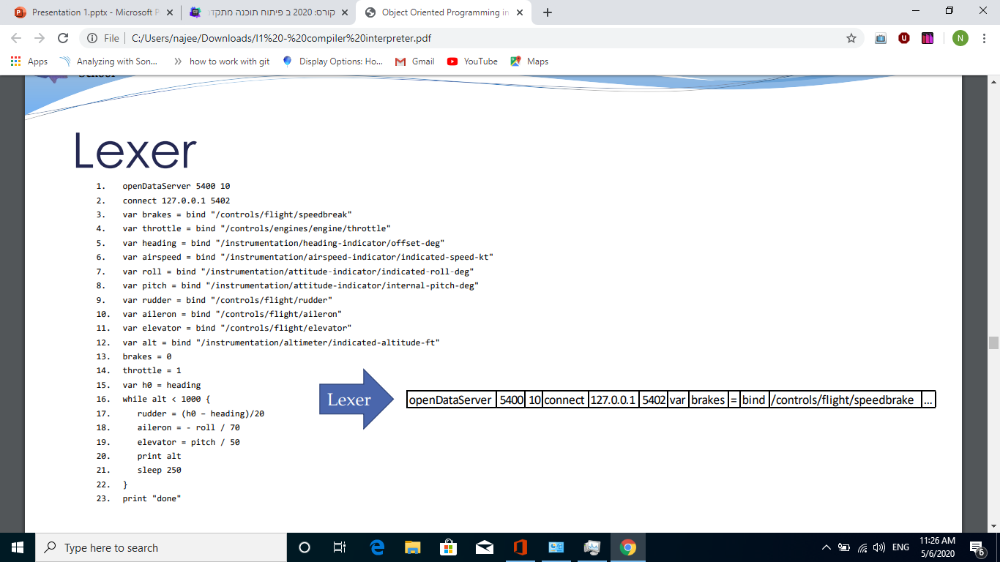 Presentation 1.pptx - Microsoft P
קורס: 2020 ב פיתוח תוכנה מתקדמ
Object Oriented Programming in
File
C:/Users/najee/Downloads/l1%20-%20compiler%20interpreter.pdf
N
Apps
Analyzing with Son...
how to work with git
Display Options: Ho...
Gmail
YouTube
Maps
School
Lexer
1. openDataServer 5400 10
2. connect 127.0.0.1 5402
3. var brakes = bind "/controls/flight/speedbreak"
4. var throttle = bind "/controls/engines/engine/throttle"
5. var heading = bind "/instrumentation/heading-indicator/offset-deg"
6. var airspeed = bind "/instrumentation/airspeed-indicator/indicated-speed-kt"
7. var roll = bind "/instrumentation/attitude-indicator/indicated-roll-deg"
8. var pitch = bind "/instrumentation/attitude-indicator/internal-pitch-deg"
9. var rudder = bind "/controls/flight/rudder"
10. var aileron = bind "/controls/flight/aileron"
11. var elevator = bind "/controls/flight/elevator"
12. var alt = bind "/instrumentation/altimeter/indicated-altitude-ft"
13. brakes = 0
14. throttle = 1
15. var h0 = heading
16. while alt < 1000 {
17. rudder = (h0 – heading)/20
18. aileron = - roll / 70
19. elevator = pitch / 50
20. print alt
21. sleep 250
22. }
23. print "done"
Lexer
openDataServer 5400 10 connect 127.0.0.1 5402 var brakes = bind /controls/flight/speedbrake ...
Type here to search
ENG
11:26 AM
5/6/2020
6